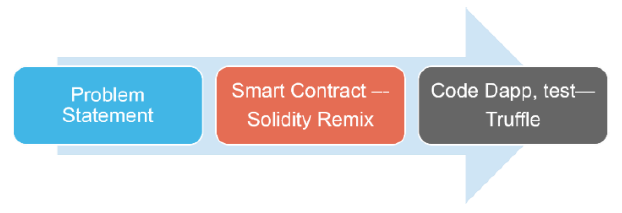 Problem
Statement
Smart Contract —
Solidity Remix
Code Dapp, test—
Truffle